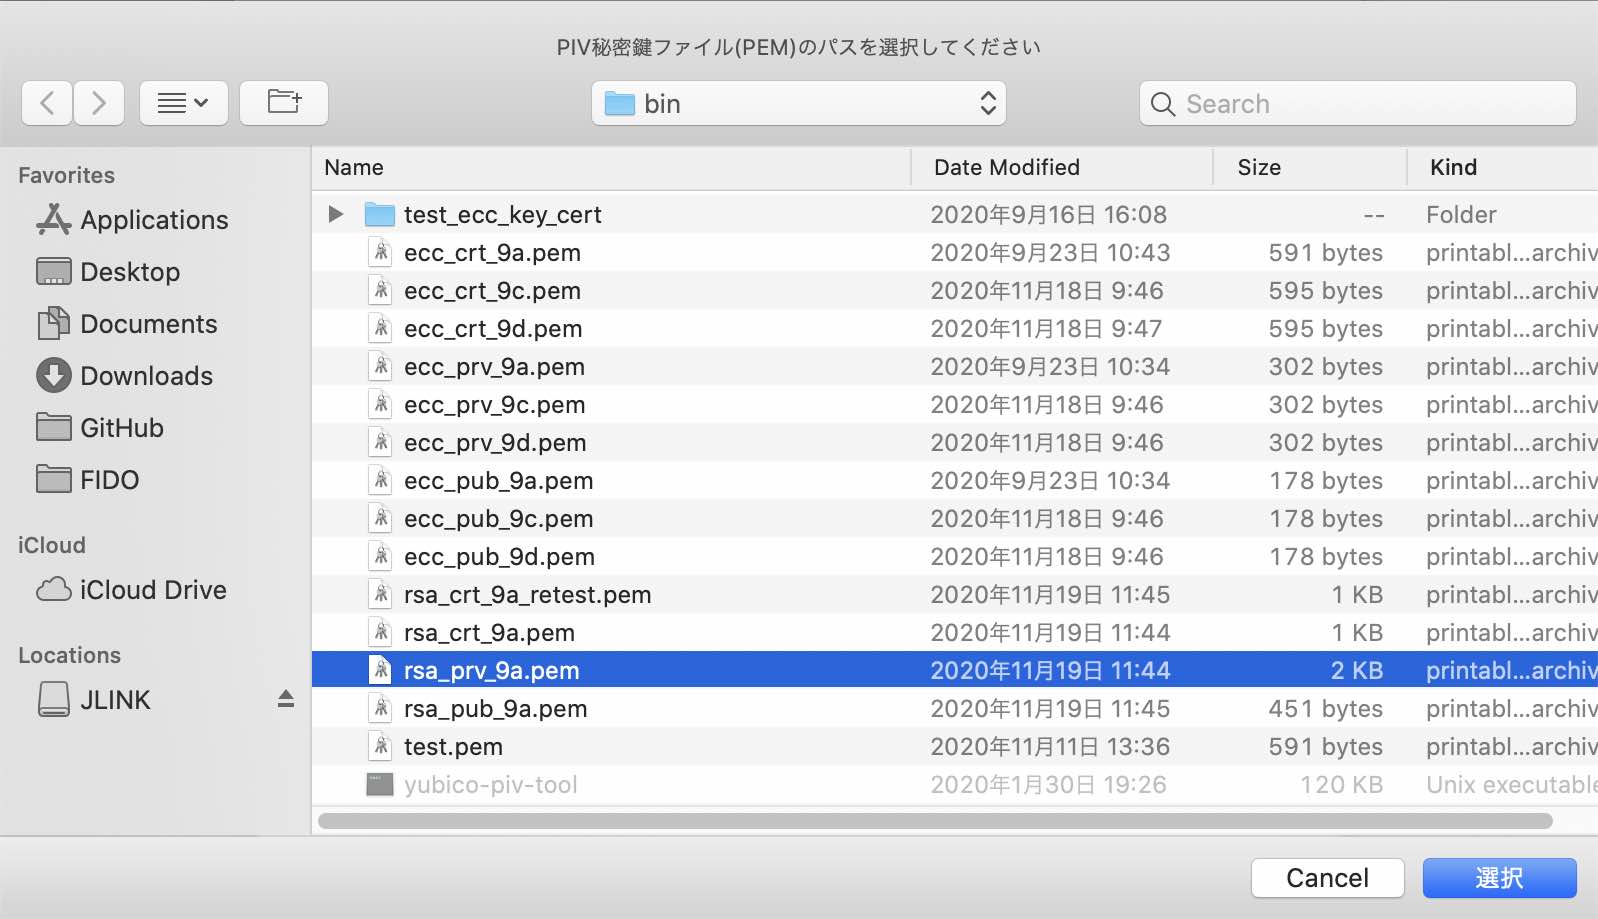 PIV秘密鍵ファイル(PEM)のパスを選択してください
bin
Search
Favorites
Applications
Desktop
Documents
Downloads
GitHub
FIDO
iCloud
iCloud Drive
Locations
JLINK
Name Date Modified Size Kind
test_ecc_key_cert 2020年9月16日 16:08 -- Folder
ecc_crt_9a.pem 2020年9月23日 10:43 591 bytes printabl...archiv
ecc_crt_9c.pem 2020年11月18日 9:46 595 bytes printabl...archiv
ecc_crt_9d.pem 2020年11月18日 9:47 595 bytes printabl...archiv
ecc_prv_9a.pem 2020年9月23日 10:34 302 bytes printabl...archiv
ecc_prv_9c.pem 2020年11月18日 9:46 302 bytes printabl...archiv
ecc_prv_9d.pem 2020年11月18日 9:46 302 bytes printabl...archiv
ecc_pub_9a.pem 2020年9月23日 10:34 178 bytes printabl...archiv
ecc_pub_9c.pem 2020年11月18日 9:46 178 bytes printabl...archiv
ecc_pub_9d.pem 2020年11月18日 9:46 178 bytes printabl...archiv
rsa_crt_9a_retest.pem 2020年11月19日 11:45 1 KB printabl...archiv
rsa_crt_9a.pem 2020年11月19日 11:44 1 KB printabl...archiv
rsa_prv_9a.pem 2020年11月19日 11:44 2 KB printabl...archiv
rsa_pub_9a.pem 2020年11月19日 11:45 451 bytes printabl...archiv
test.pem 2020年11月11日 13:36 591 bytes printabl...archiv
yubico-piv-tool 2020年1月30日 19:26 120 KB Unix executable
Cancel 選択